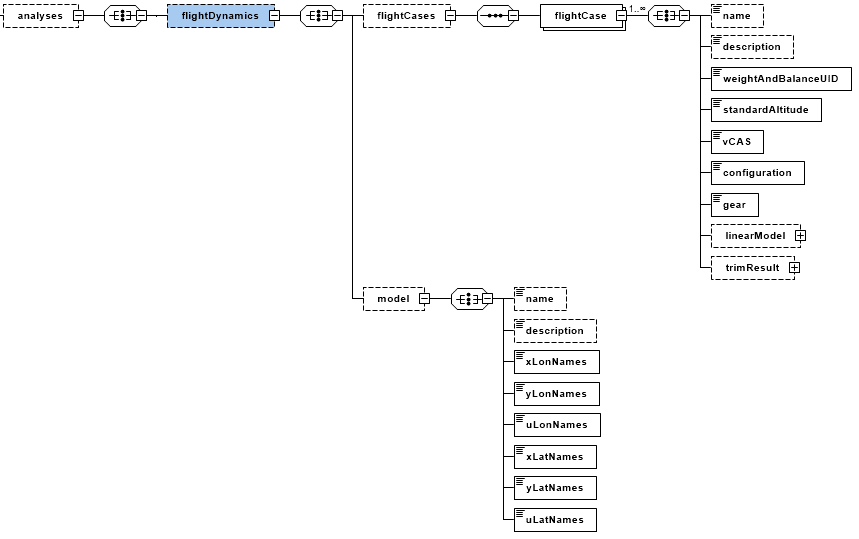 analyses
flightDynamics
flightCases
flightCase
1..∞
name
description
weightAndBalanceUID
standardAltitude
vCAS
configuration
gear
linearModel
trimResult
model
name
description
xLonNames
yLonNames
uLonNames
xLatNames
yLatNames
uLatNames